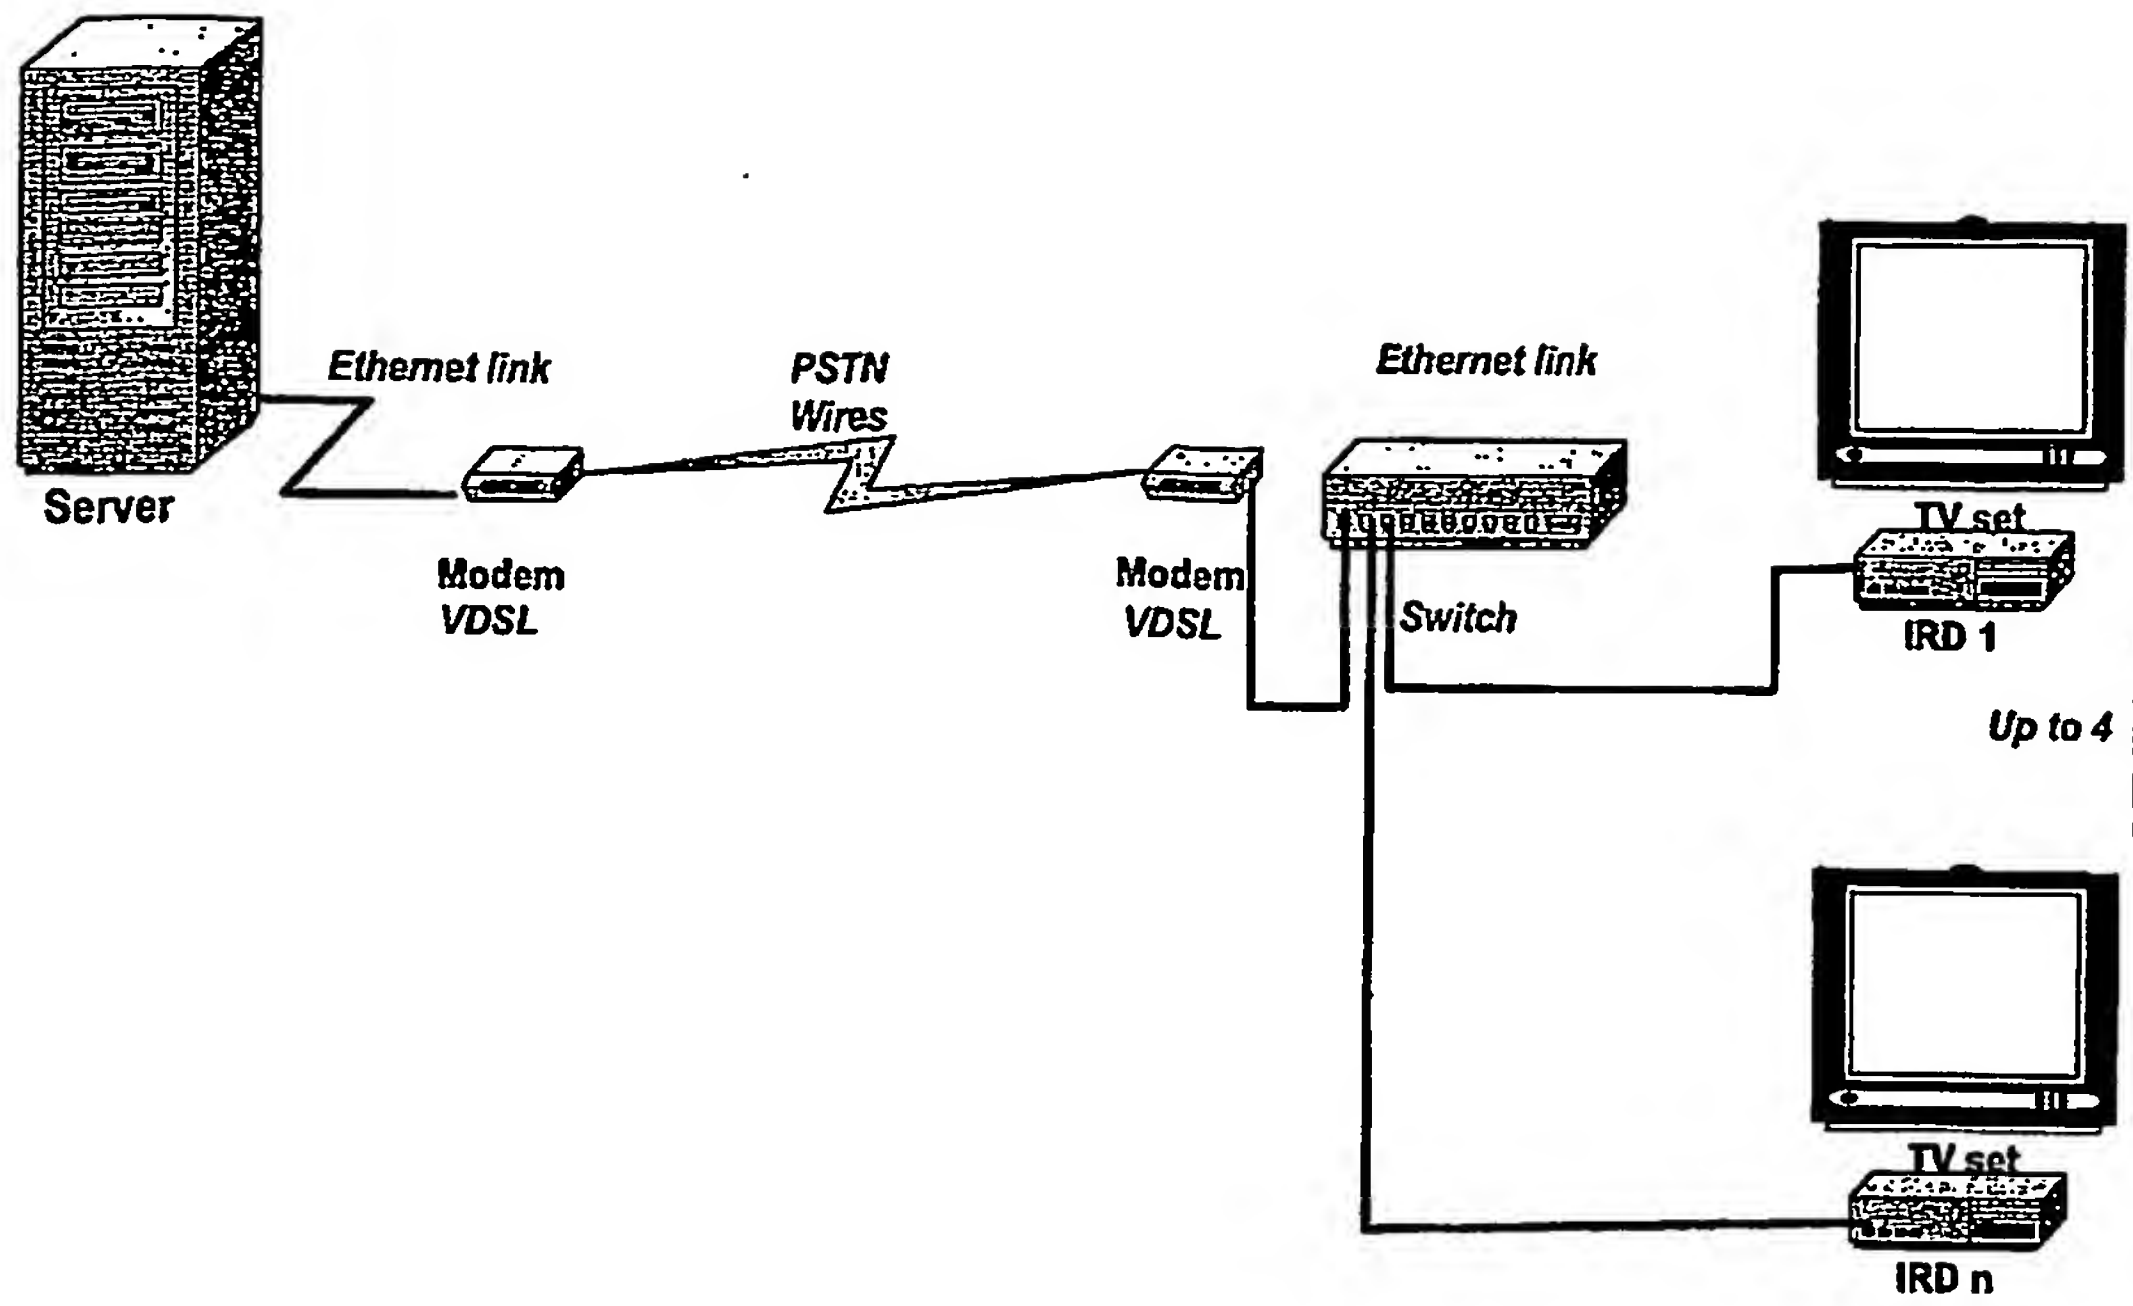 Ethernet link
PSTN
Wires
Ethernet link
Server
Modem
VDSL
Modem
VDSL
Switch
TV set
IRD 1
Up to 4
TV set
IRD n